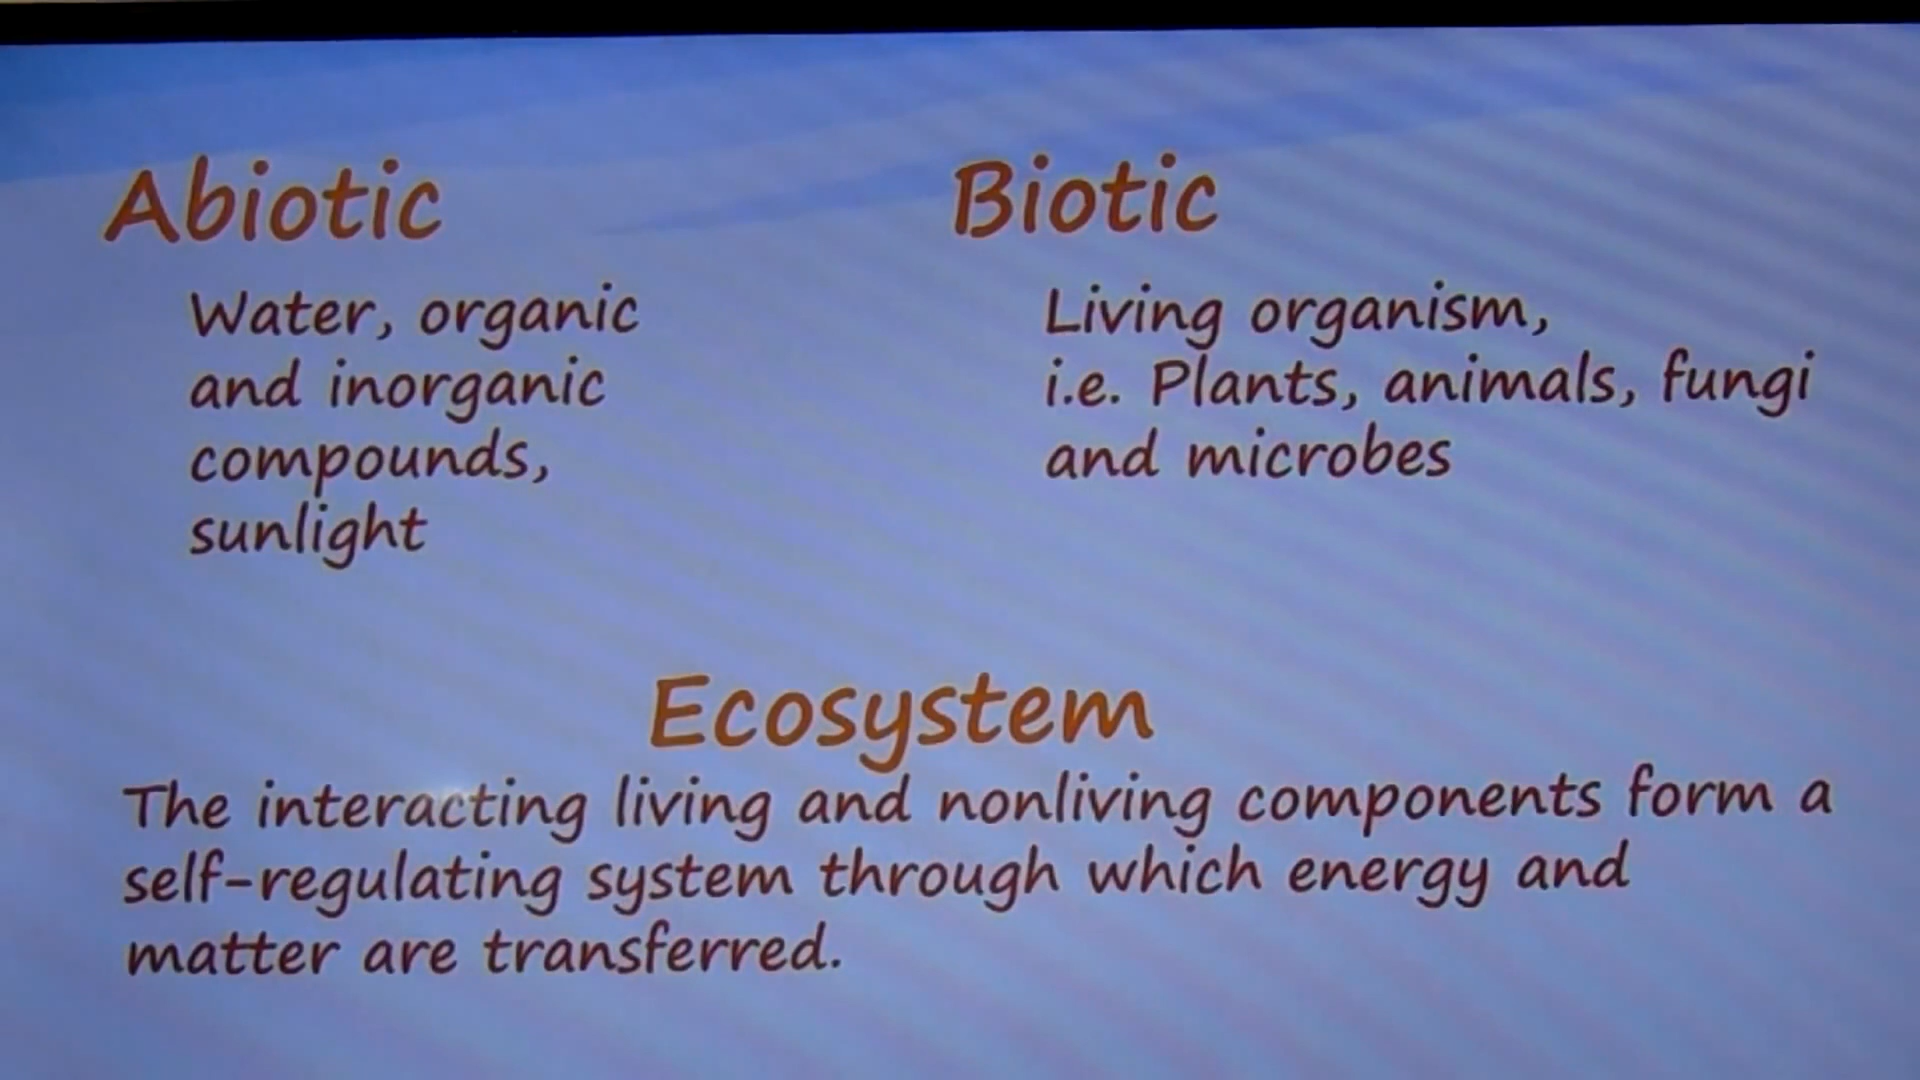 Abiotic
Water, organic
and inorganic
compounds,
sunlight
Biotic
Living organism,
i.e. Plants, animals, fungi
and microbes
Ecosystem
The interacting living and nonliving components form a
self-regulating system through which energy and
matter are transferred.